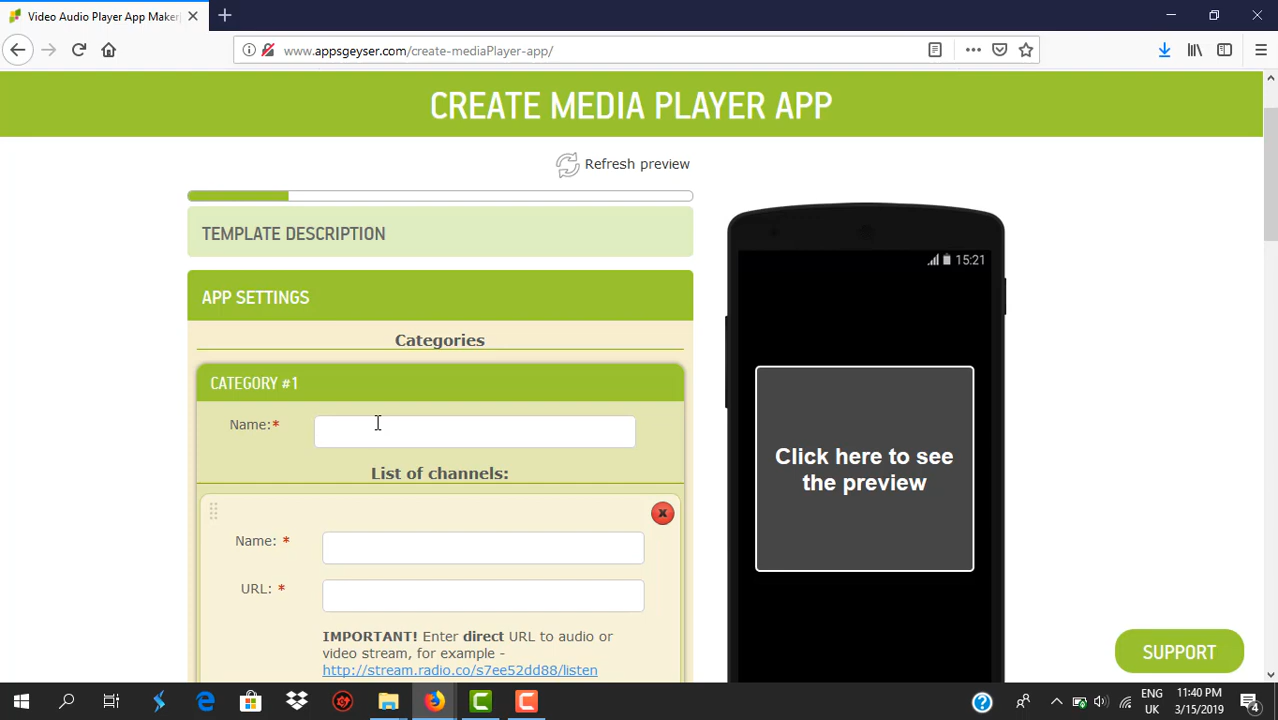 Video Audio Player App Maker
www.appsgeyser.com/create-mediaPlayer-app/
CREATE MEDIA PLAYER APP
Refresh preview
TEMPLATE DESCRIPTION
APP SETTINGS
Categories
CATEGORY #1
Name:*
List of channels:
Name: *
URL: *
IMPORTANT! Enter direct URL to audio or
video stream, for example -
http://stream.radio.co/s7ee52dd88/listen
15:21
Click here to see
the preview
SUPPORT
ENG
UK
11:40 PM
3/15/2019
4